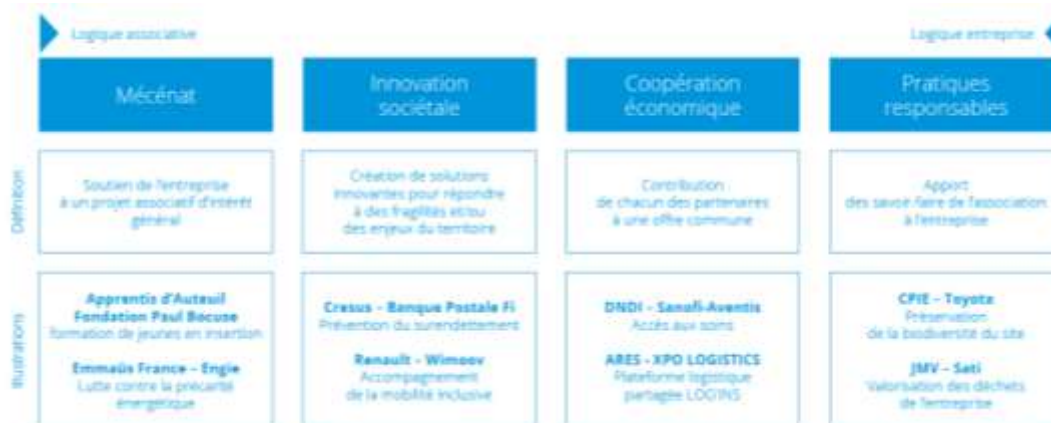 Logique associative
Logique entreprise
Mécénat
Innovation
sociétale
Coopération
économique
Pratiques
responsables
Définition
Soutien de l'entreprise
à un projet associatif d'intérêt
général
Création de solutions
innovantes pour répondre
à des fragilités et/ou
des enjeux du territoire
Contribution
de chacun des partenaires
à une offre commune
Apport
des savoir-faire de l'association
à l'entreprise
Illustrations
Apprentis d'Auteuil
Fondation Paul Bocuse
formation de jeunes en insertion
Emmaüs France – Engie
Lutte contre la précarité
énergétique
Cresus – Banque Postale Fi
Prévention du surendettement
Renault - Wimoov
Accompagnement
de la mobilité inclusive
DNDI - Sanofi-Aventis
Accès aux soins
ARES - XPO LOGISTICS
Plateforme logistique
partagée LOG'INS
CPIE – Toyota
Préservation
de la biodiversité du site
JMV – Sati
Valorisation des déchets
de l'entreprise